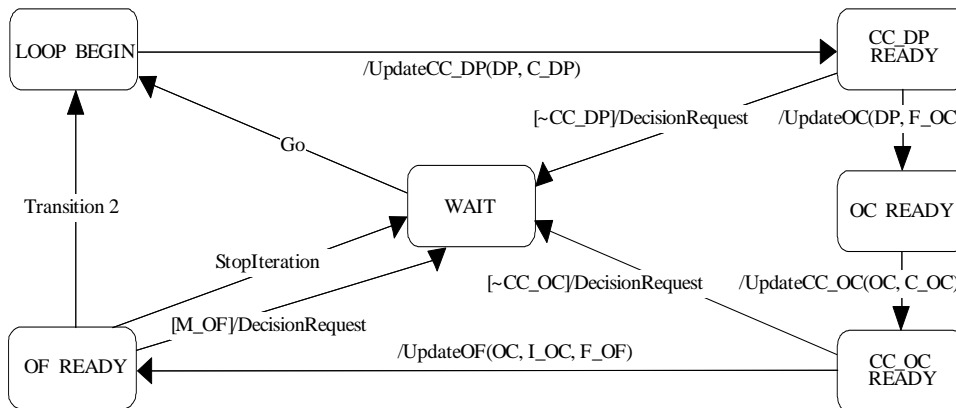 LOOP BEGIN
CC_DP
READY
/UpdateCC_DP(DP, C_DP)
[~CC_DP]/DecisionRequest
/UpdateOC(DP, F_OC
Go
Transition 2
WAIT
OC READY
StopIteration
[~CC_OC]/DecisionRequest
/UpdateCC_OC(OC, C_OC)
[M_OF]/DecisionRequest
/UpdateOF(OC, I_OC, F_OF)
OF READY
CC_OC
READY